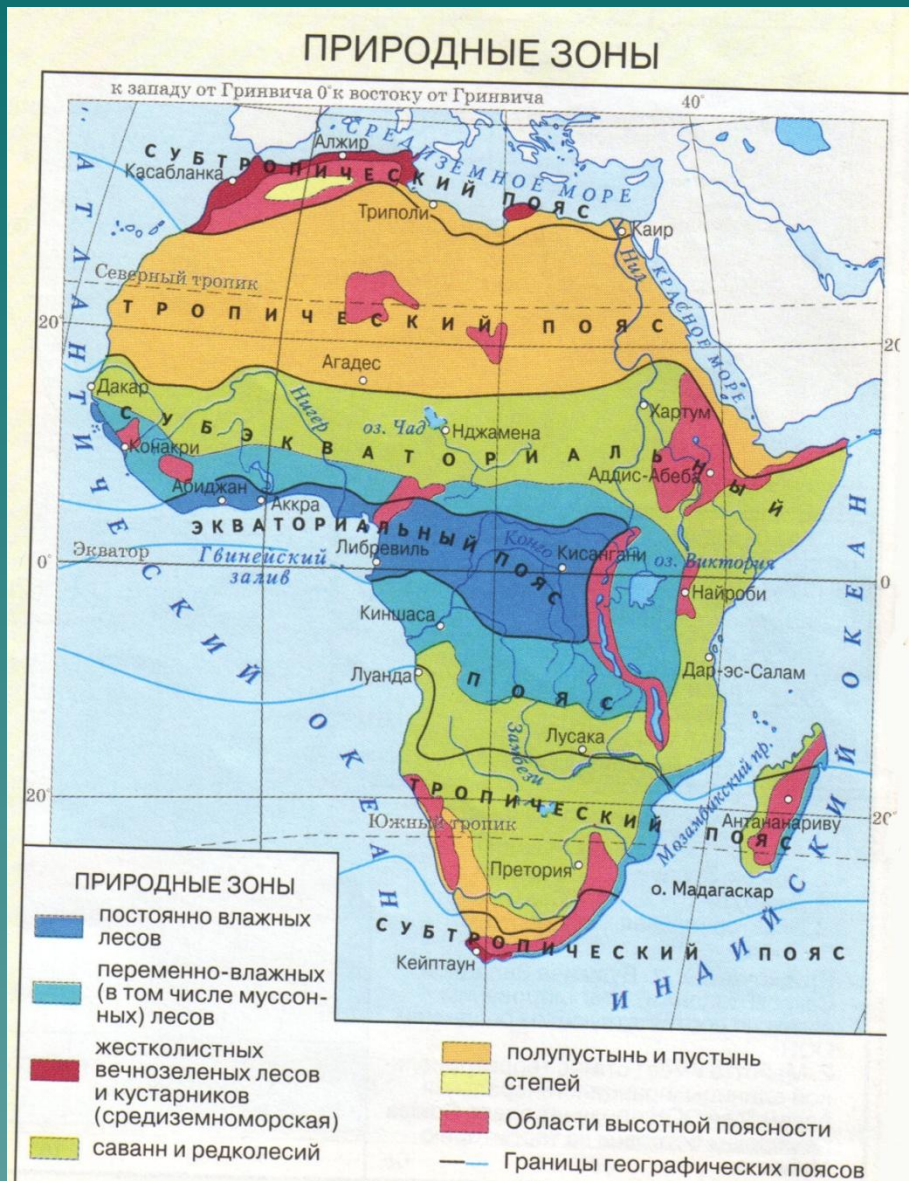 ПРИРОДНЫЕ ЗОНЫ
к западу от Гринвича 0° к востоку от Гринвича
40°
СРЕДИЗЕМНОЕ МОРЕ
Алжир
СУБТРОПИЧЕСКИЙ ПОЯС
Касабланка
Триполи
Каир
Нил
КРАСНОЕ МОРЕ
Северный тропик
ТРОПИЧЕСКИЙ ПОЯС
20°
20
Агадес
Дакар
Нигер
оз. Чад
Нджамена
Хартум
СУБЭКВАТОРИАЛЬНЫЙ
Конакри
Аддис-Абеба
Абиджан
Аккра
ЭКВАТОРИАЛЬНЫЙ ПОЯС
Экватор
0°
0
Гвинейский
залив
Либревиль
Конго
Кисангани
оз. Виктория
Найроби
Киншаса
ПОЯС
Луанда
Дар-эс-Салам
Лусака
Замбези
20°
20°
ТРОПИЧЕСКИЙ ПОЯС
Мозамбикский пр.
Антананариву
Южный тропик
Претория
о. Мадагаскар
СУБТРОПИЧЕСКИЙ ПОЯС
Кейптаун
АТЛАНТИЧЕСКИЙ ОКЕАН
ИНДИЙСКИЙ ОКЕАН
ПРИРОДНЫЕ ЗОНЫ
постоянно влажных
лесов
переменно-влажных
(в том числе муссон-
ных) лесов
жестколистных
вечнозеленых лесов
и кустарников
(средиземноморская)
саванн и редколесий
полупустынь и пустынь
степей
Области высотной поясности
Границы географических поясов